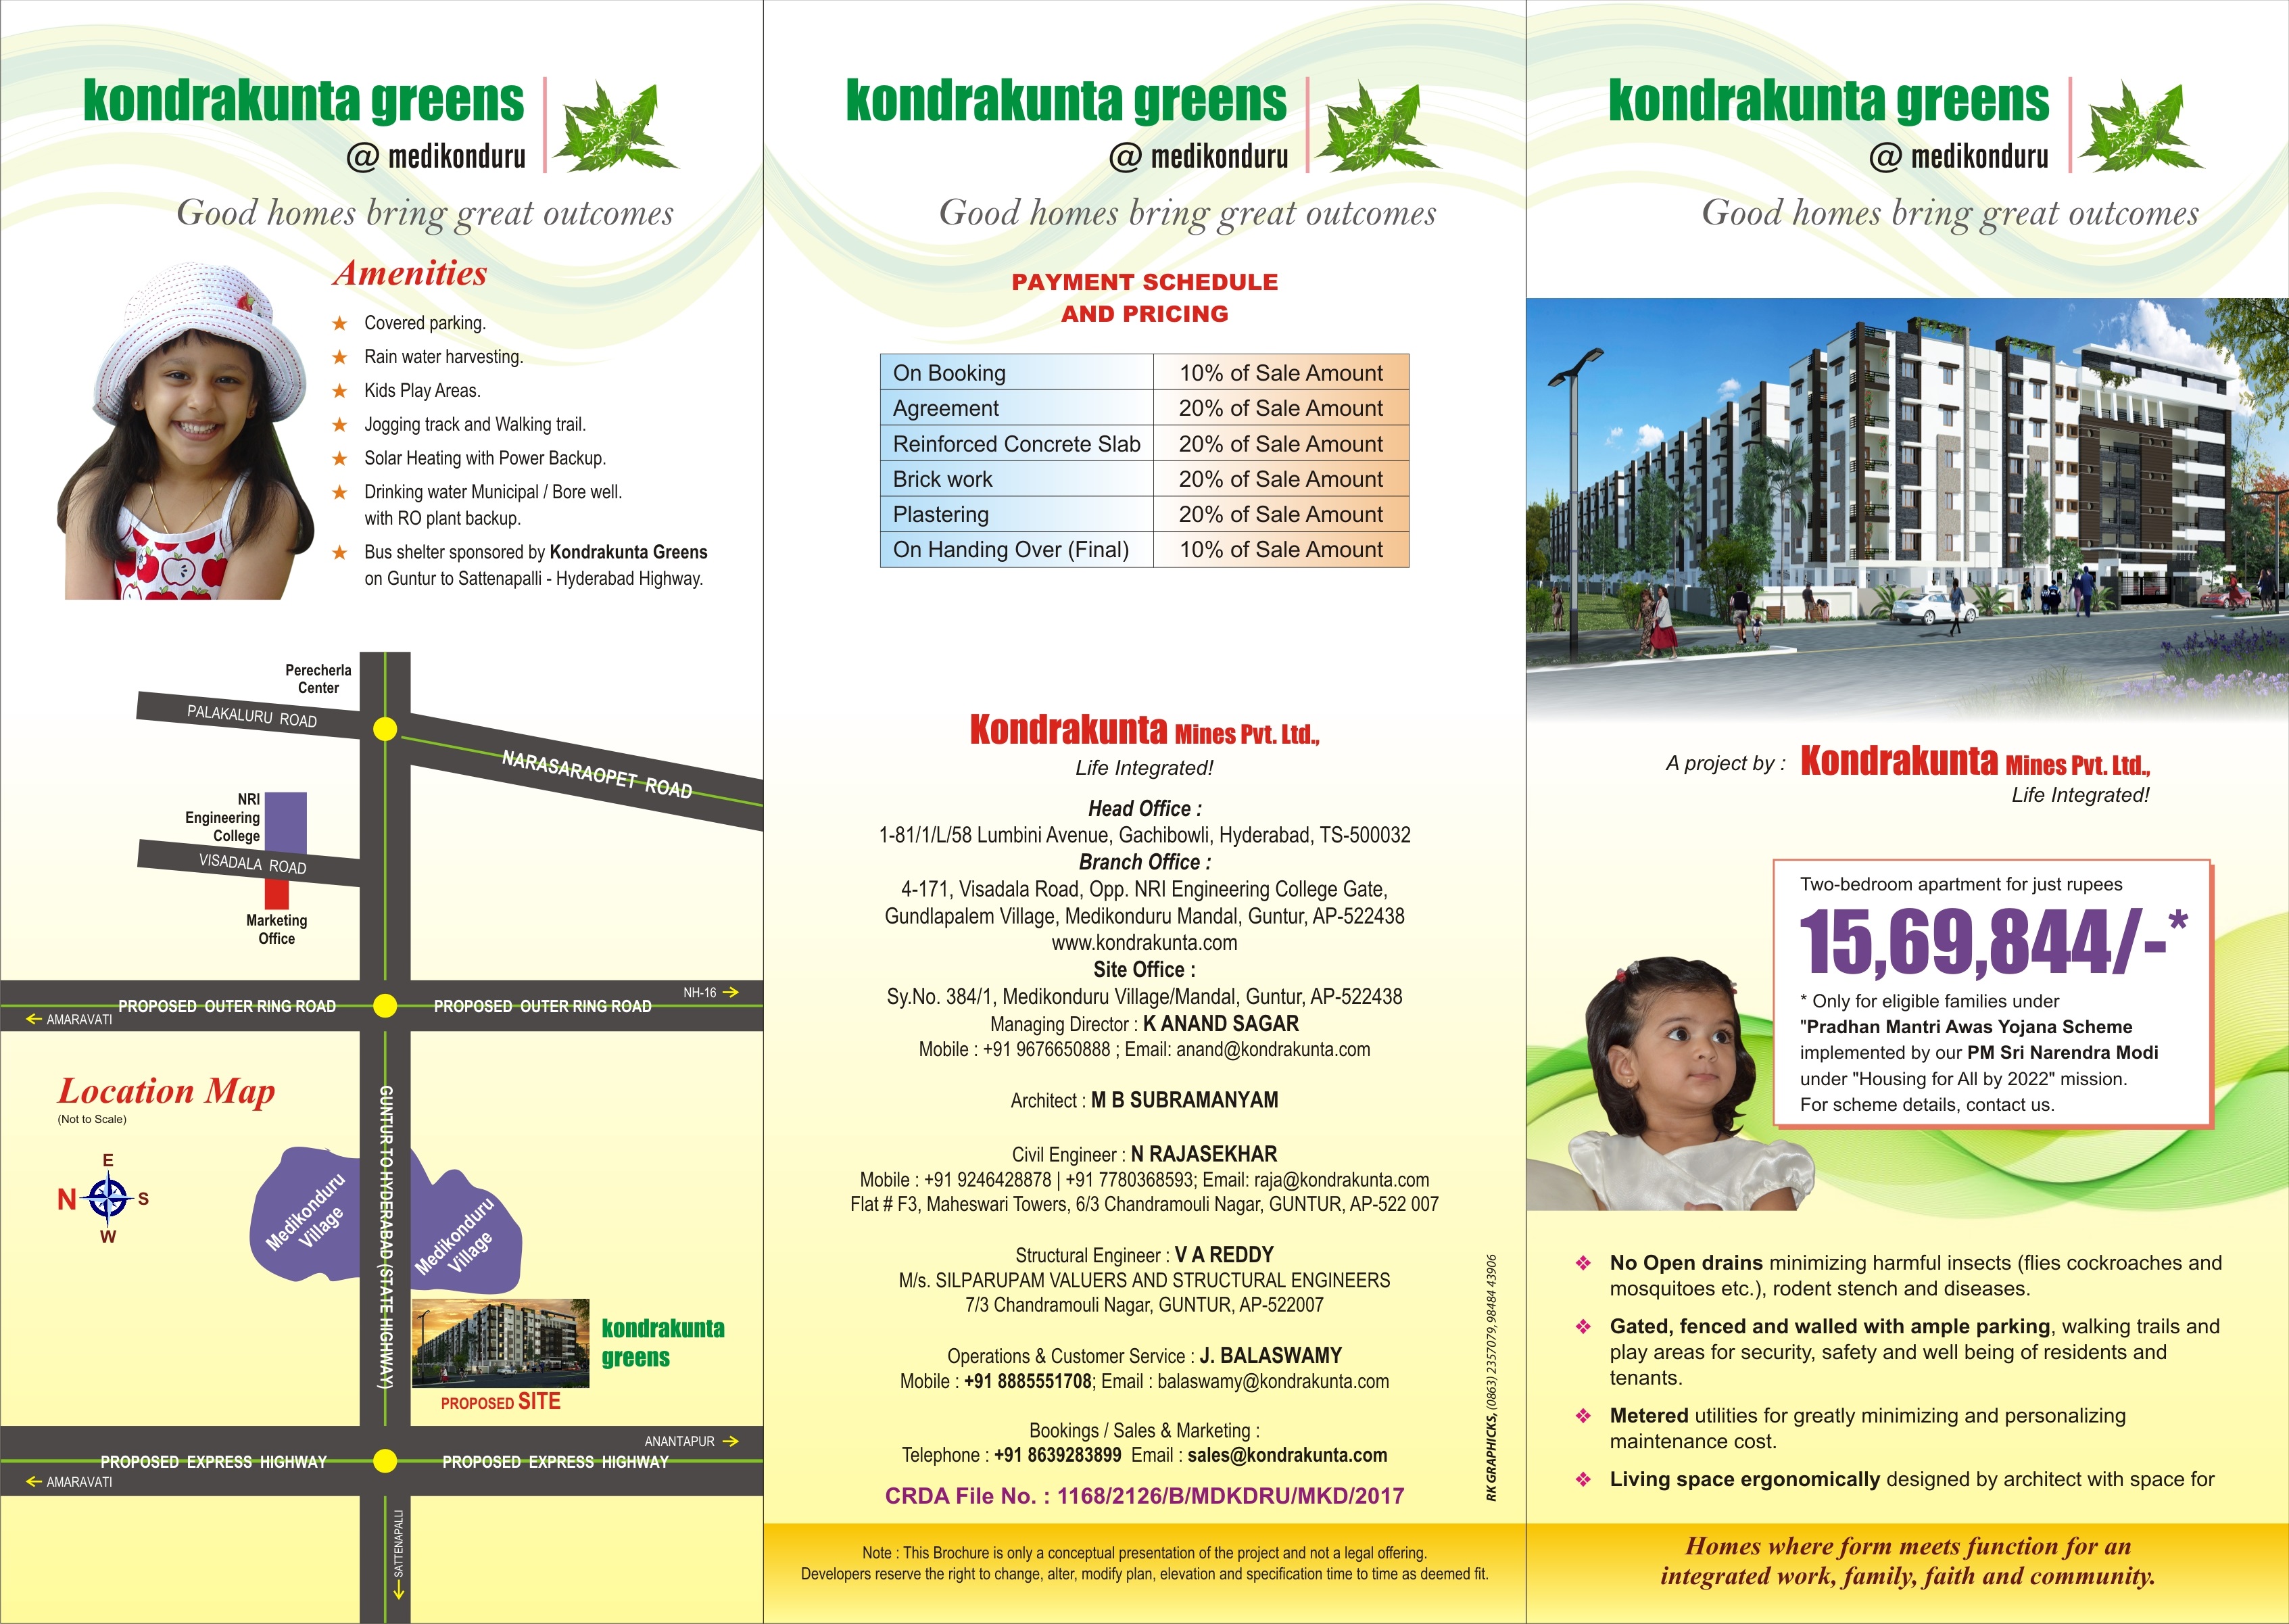 kondrakunta greens
@ medikonduru
Good homes bring great outcomes
Amenities
★ Covered parking.
★ Rain water harvesting.
★ Kids Play Areas.
★ Jogging track and Walking trail.
★ Solar Heating with Power Backup.
★ Drinking water Municipal / Bore well.
with RO plant backup.
★ Bus shelter sponsored by Kondrakunta Greens
on Guntur to Sattenapalli - Hyderabad Highway.
Perecherla
Center
PALAKALURU ROAD
NARASARAOPET ROAD
NRI
Engineering
College
VISADALA ROAD
Marketing
Office
NH-16
PROPOSED OUTER RING ROAD
PROPOSED OUTER RING ROAD
AMARAVATI
Location Map
(Not to Scale)
E
N
S
W
GUNTUR TO HYDERABAD (STATE HIGHWAY)
Medikonduru
Village
Medikonduru
Village
kondrakunta
greens
PROPOSED SITE
ANANTAPUR
PROPOSED EXPRESS HIGHWAY
PROPOSED EXPRESS HIGHWAY
AMARAVATI
SATTENAPALLI
kondrakunta greens
@ medikonduru
Good homes bring great outcomes
PAYMENT SCHEDULE
AND PRICING
On Booking 10% of Sale Amount
Agreement 20% of Sale Amount
Reinforced Concrete Slab 20% of Sale Amount
Brick work 20% of Sale Amount
Plastering 20% of Sale Amount
On Handing Over (Final) 10% of Sale Amount
Kondrakunta Mines Pvt. Ltd.,
Life Integrated!
Head Office :
1-81/1/L/58 Lumbini Avenue, Gachibowli, Hyderabad, TS-500032
Branch Office :
4-171, Visadala Road, Opp. NRI Engineering College Gate,
Gundlapalem Village, Medikonduru Mandal, Guntur, AP-522438
www.kondrakunta.com
Site Office :
Sy.No. 384/1, Medikonduru Village/Mandal, Guntur, AP-522438
Managing Director : K ANAND SAGAR
Mobile : +91 9676650888 ; Email: anand@kondrakunta.com
Architect : M B SUBRAMANYAM
Civil Engineer : N RAJASEKHAR
Mobile : +91 9246428878 | +91 7780368593; Email: raja@kondrakunta.com
Flat # F3, Maheswari Towers, 6/3 Chandramouli Nagar, GUNTUR, AP-522 007
Structural Engineer : V A REDDY
M/s. SILPARUPAM VALUERS AND STRUCTURAL ENGINEERS
7/3 Chandramouli Nagar, GUNTUR, AP-522007
Operations & Customer Service : J. BALASWAMY
Mobile : +91 8885551708; Email : balaswamy@kondrakunta.com
Bookings / Sales & Marketing :
Telephone : +91 8639283899 Email : sales@kondrakunta.com
CRDA File No. : 1168/2126/B/MDKDRU/MKD/2017
RK GRAPHICKS, (0863) 2357079, 98484 43906
Note : This Brochure is only a conceptual presentation of the project and not a legal offering.
Developers reserve the right to change, alter, modify plan, elevation and specification time to time as deemed fit.
kondrakunta greens
@ medikonduru
Good homes bring great outcomes
A project by : Kondrakunta Mines Pvt. Ltd.,
Life Integrated!
Two-bedroom apartment for just rupees
15,69,844/-*
* Only for eligible families under
"Pradhan Mantri Awas Yojana Scheme
implemented by our PM Sri Narendra Modi
under "Housing for All by 2022" mission.
For scheme details, contact us.
❖ No Open drains minimizing harmful insects (flies cockroaches and
mosquitoes etc.), rodent stench and diseases.
❖ Gated, fenced and walled with ample parking, walking trails and
play areas for security, safety and well being of residents and
tenants.
❖ Metered utilities for greatly minimizing and personalizing
maintenance cost.
❖ Living space ergonomically designed by architect with space for
Homes where form meets function for an
integrated work, family, faith and community.